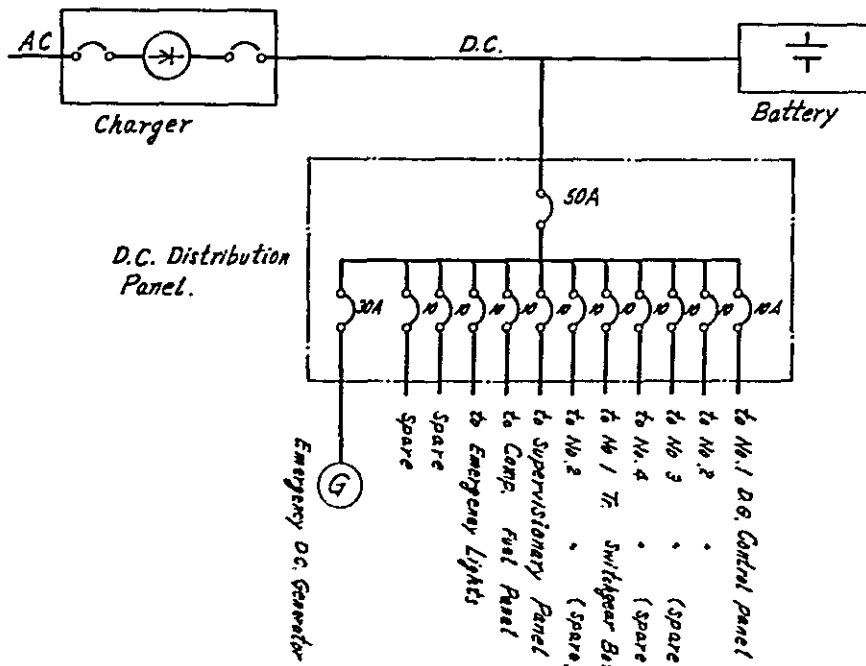 AC
D.C.
Charger
Battery
50A
D.C. Distribution
Panel.
30A
10
10
10
10
10
10
10
10
10
10
10A
Emergency D.C. Generator
G
Spare
Spare
to Emergency Lights
to Comp. Fuel Panel
to Supervisionary Panel
to No.2 " (spare
to No 1 Tr. Switchgear
to No.4 " (spare
to No 3 " (spare
to No.2 "
to No.1 D.G. Control panel